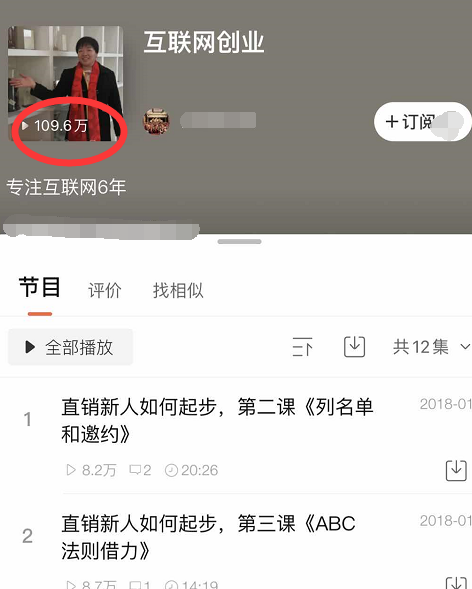 互联网创业
109.6万
+订阅
专注互联网6年
节目 评价 找相似
全部播放 共12集
1 直销新人如何起步，第二课《列名单和邀约》 2018-01
8.2万 2 20:26
2 直销新人如何起步，第三课《ABC法则借力》 2018-01
8.7万 1 14:19